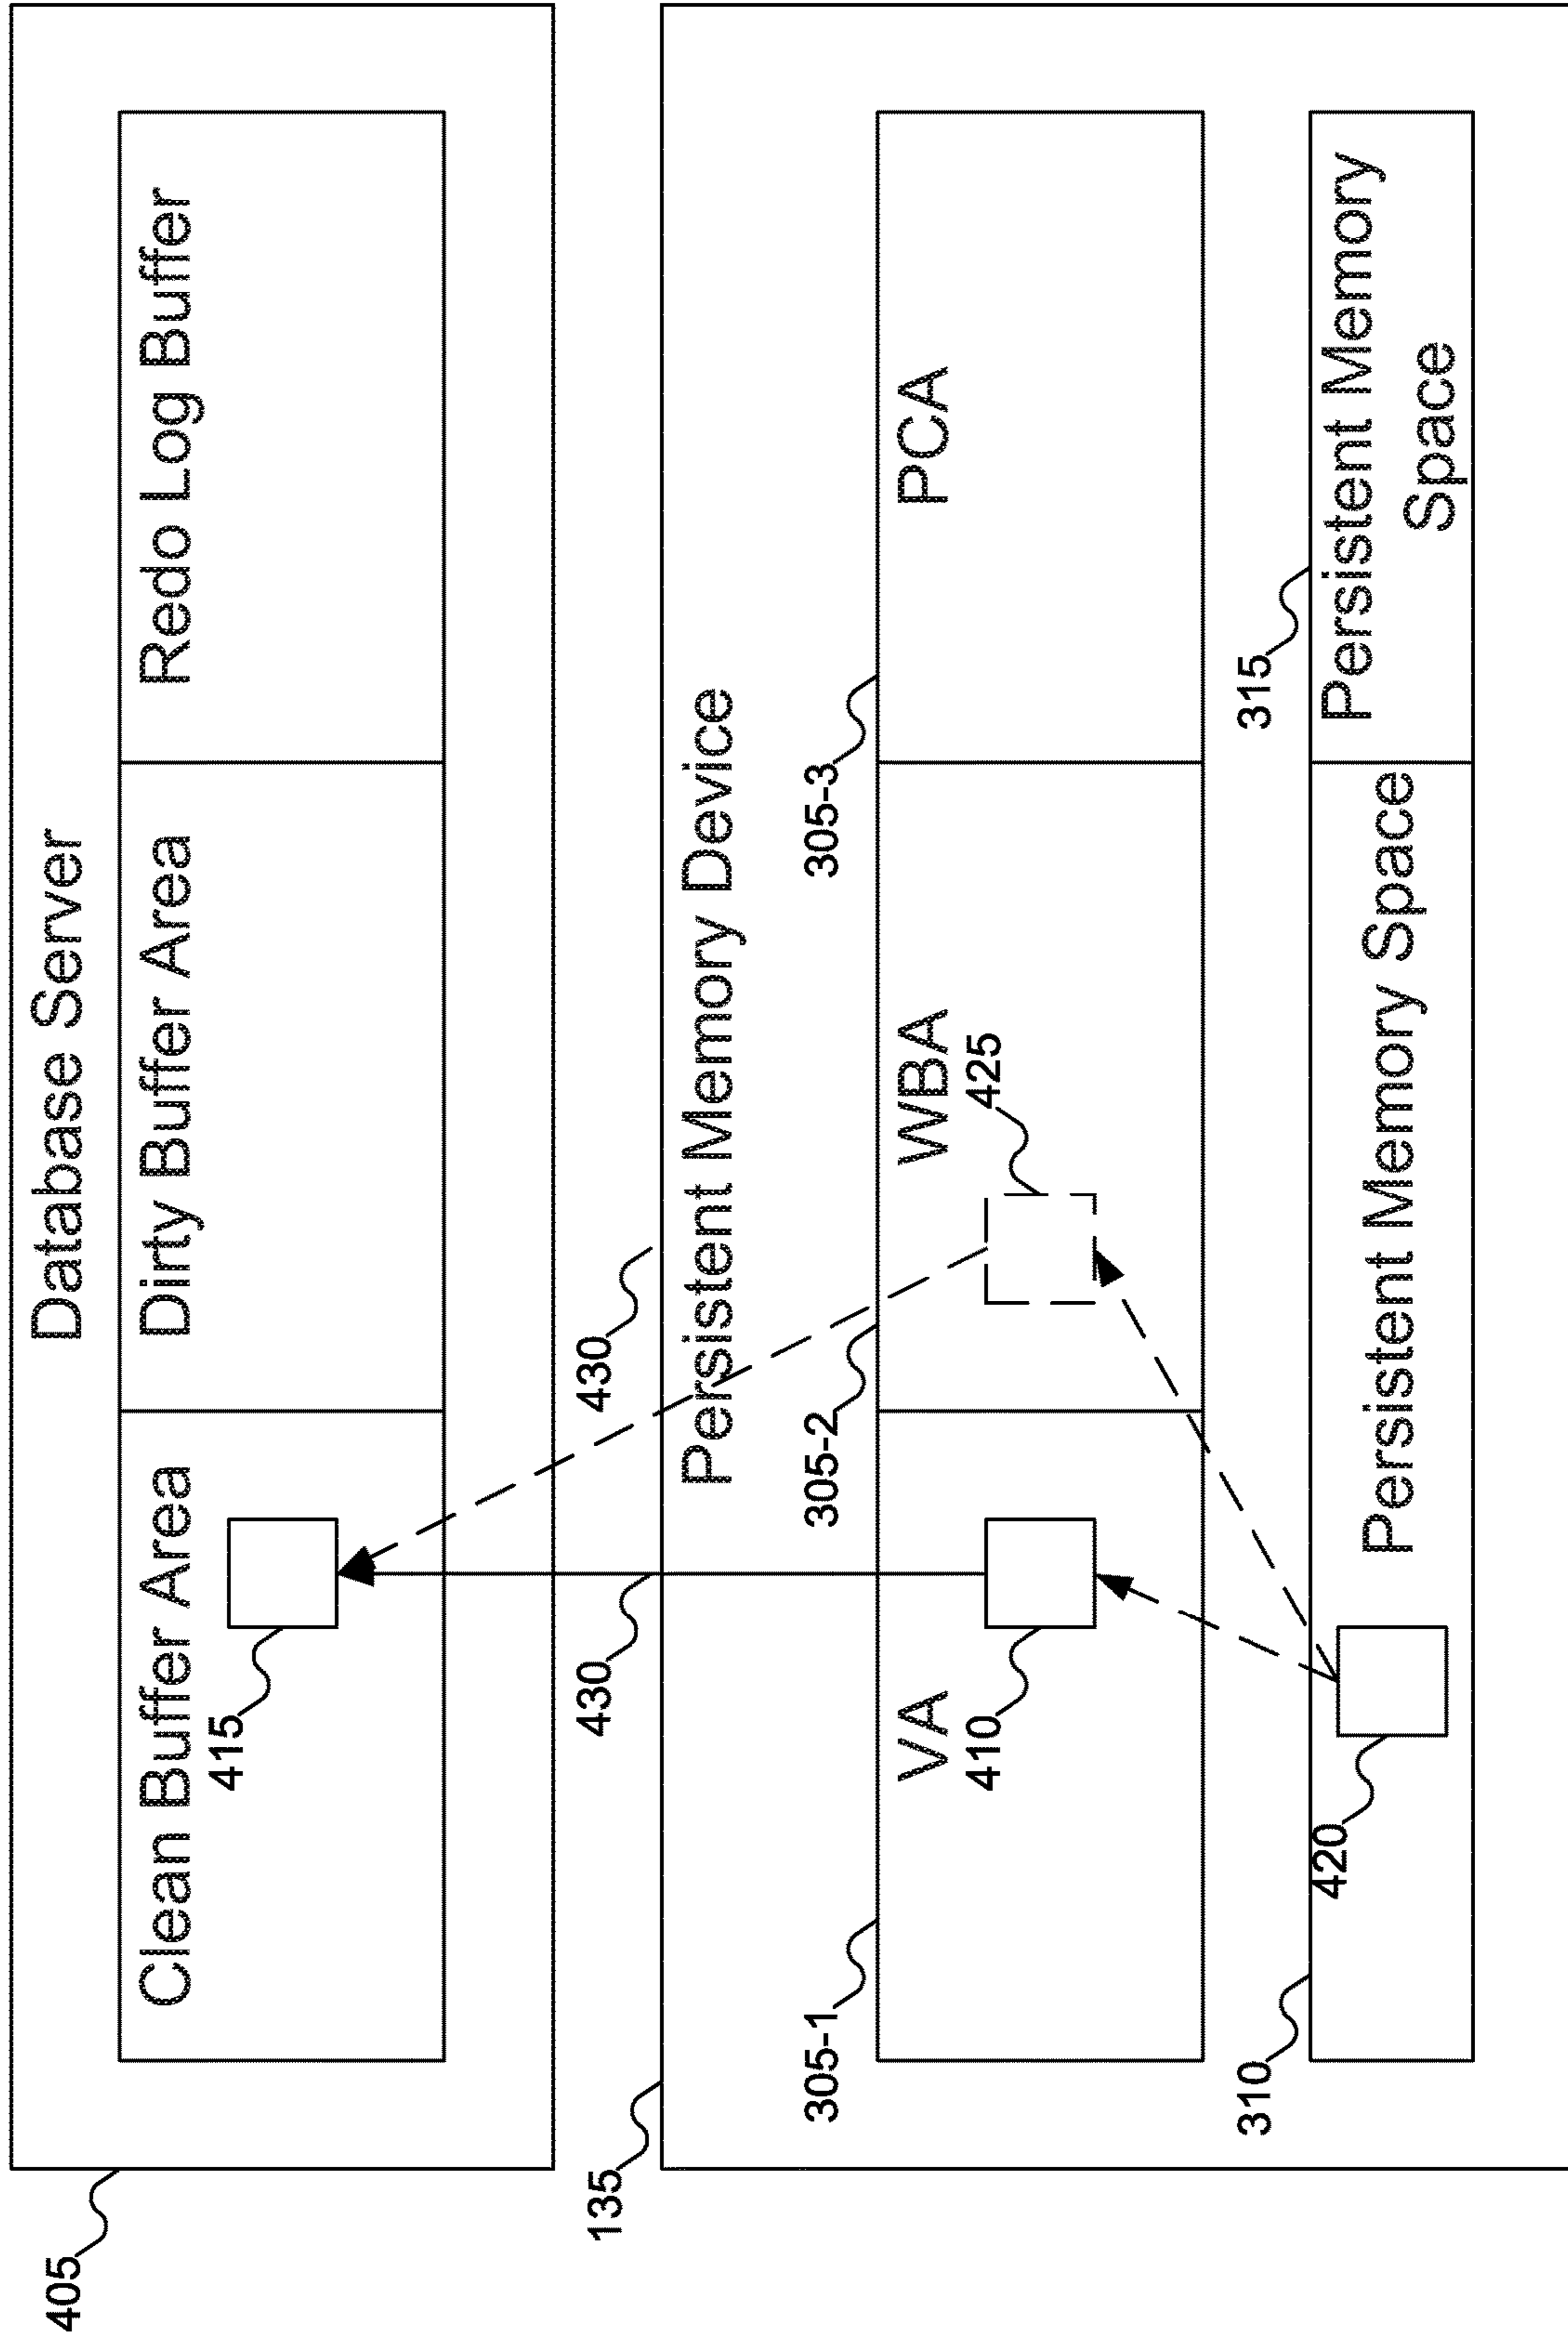 405
Database Server
Clean Buffer Area
Dirty Buffer Area
Redo Log Buffer
415
430
430
135
Persistent Memory Device
305-1
305-2
305-3
VA
WBA
PCA
410
425
310
315
420
Persistent Memory Space
Persistent Memory
Space